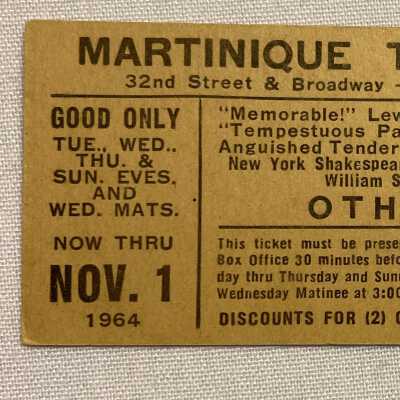 MARTINIQUE T
32nd Street & Broadway -
GOOD ONLY
TUE., WED.,
THU. &
SUN. EVES.
AND
WED. MATS.
NOW THRU
NOV. 1
1964
"Memorable!" Lew
"Tempestuous Pa
Anguished Tender
New York Shakespear
William S
OTH
This ticket must be prese
Box Office 30 minutes befo
day thru Thursday and Sund
Wednesday Matinee at 3:00
DISCOUNTS FOR (2) O